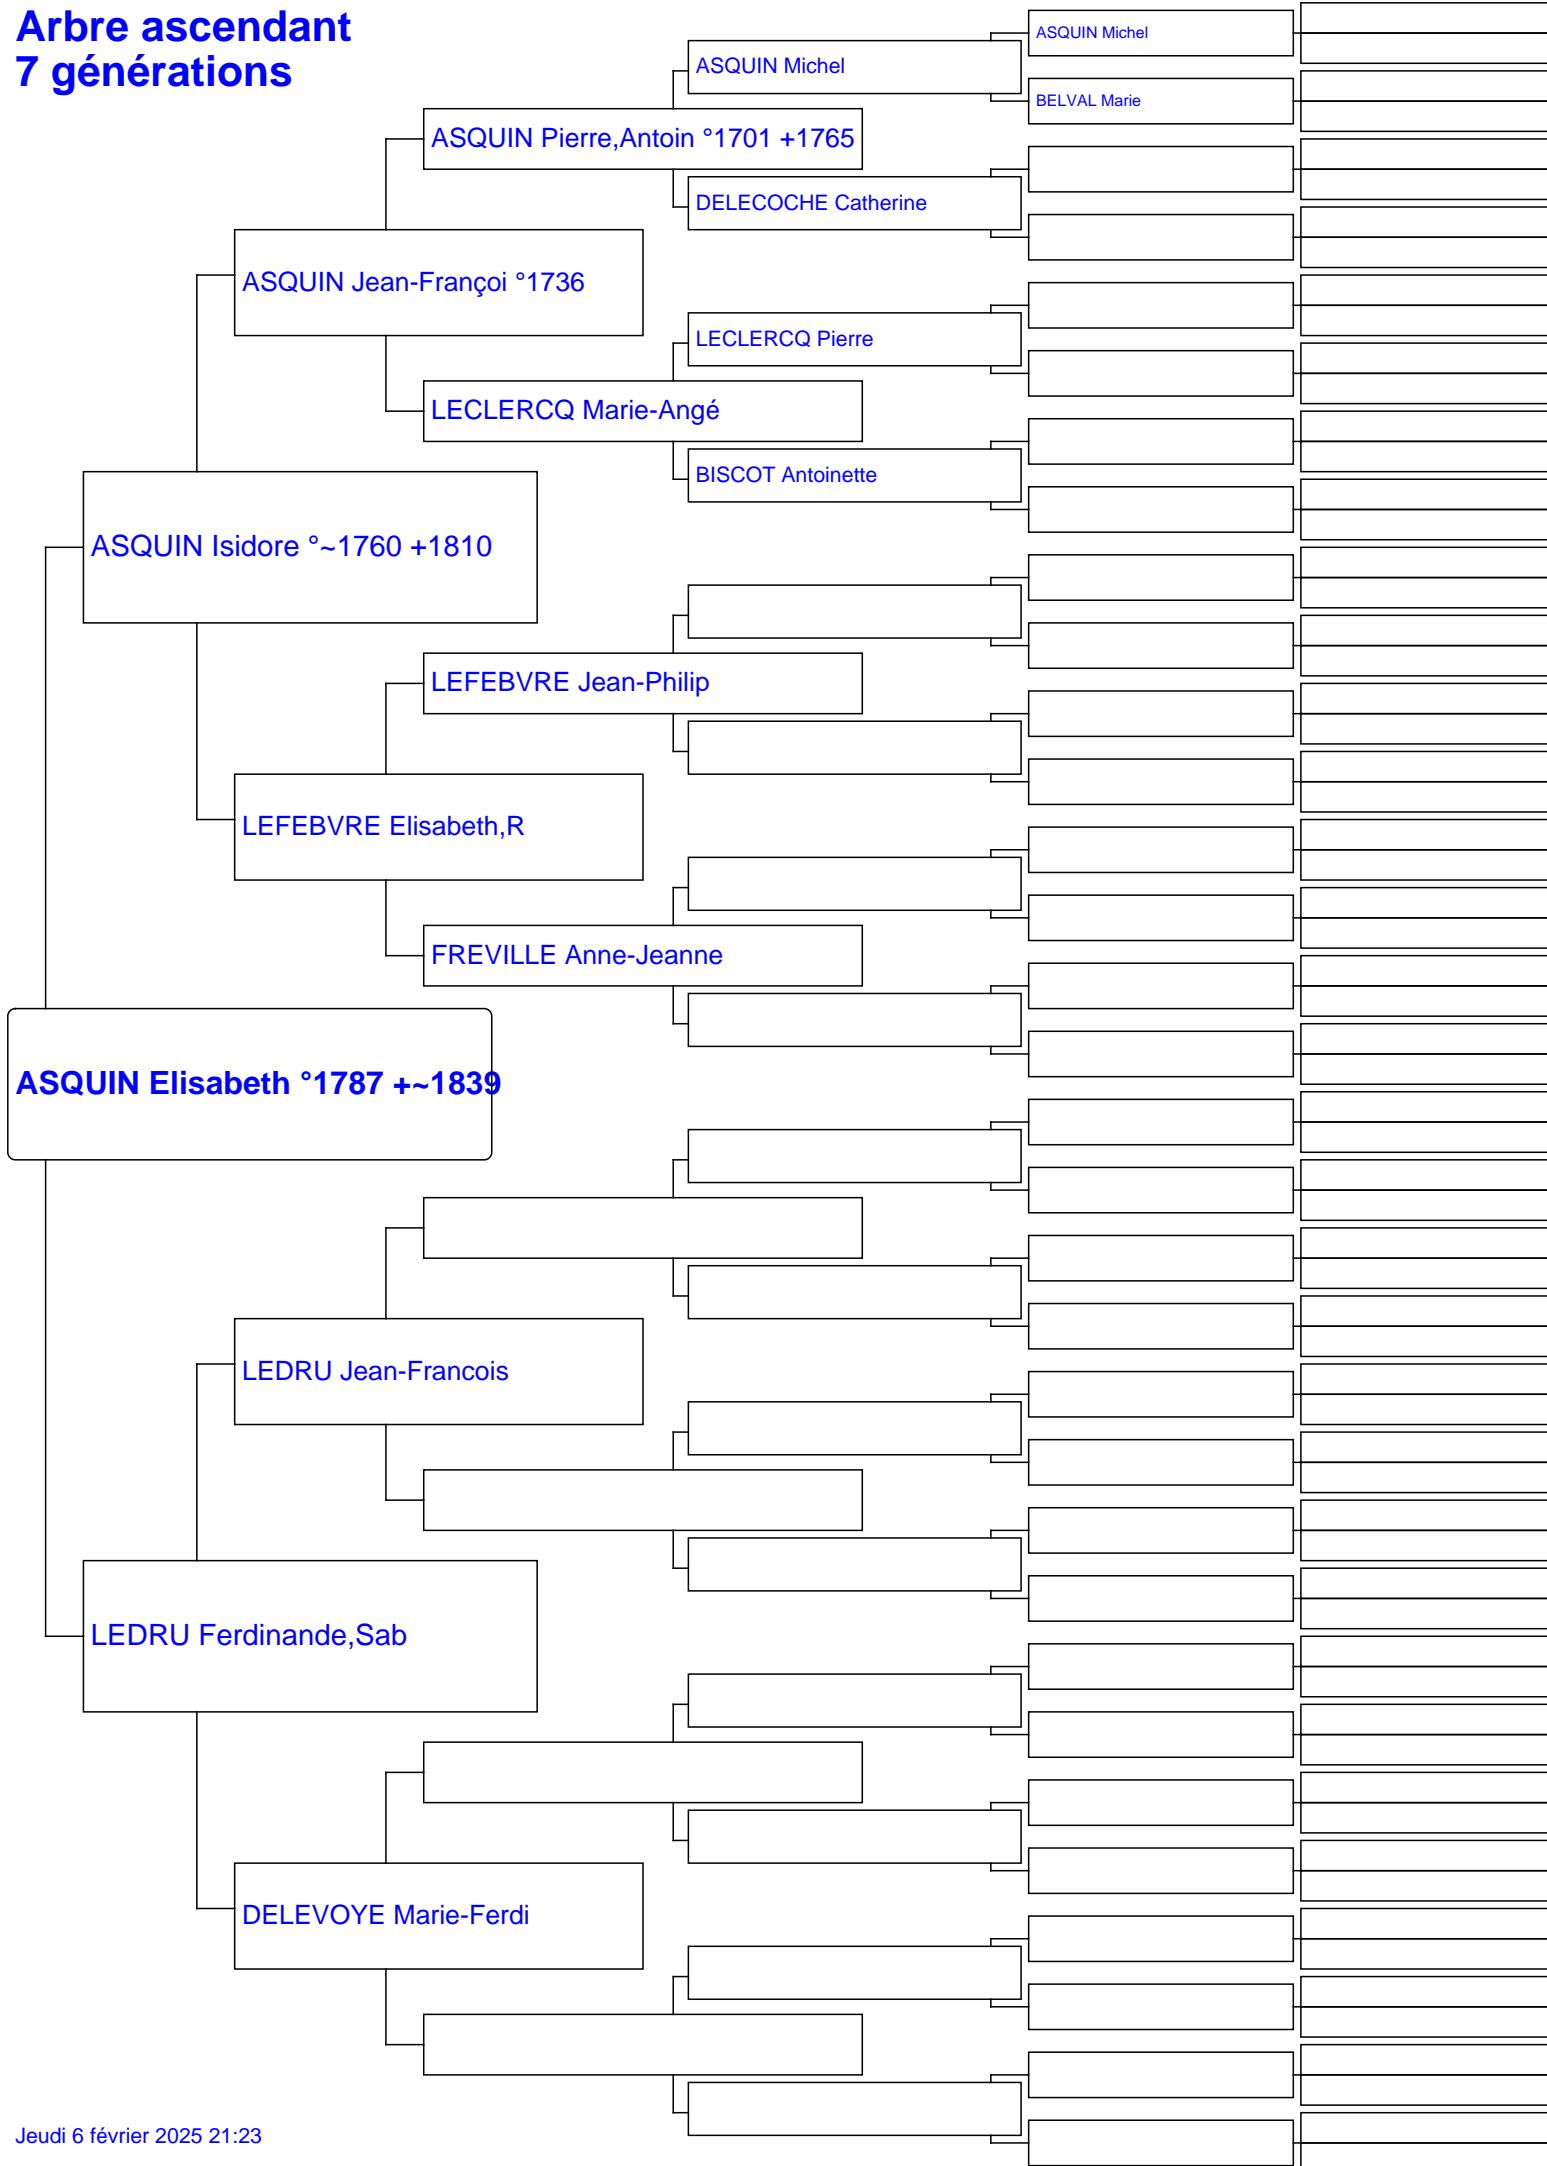 Arbre ascendant
7 générations
ASQUIN Michel
ASQUIN Michel
BELVAL Marie
ASQUIN Pierre,Antoin °1701 +1765
DELECOCHE Catherine
ASQUIN Jean-Françoi °1736
LECLERCQ Pierre
LECLERCQ Marie-Angé
BISCOT Antoinette
ASQUIN Isidore °~1760 +1810
LEFEBVRE Jean-Philip
LEFEBVRE Elisabeth,R
FREVILLE Anne-Jeanne
ASQUIN Elisabeth °1787 +~1839
LEDRU Jean-Francois
LEDRU Ferdinande,Sab
DELEVOYE Marie-Ferdi
Jeudi 6 février 2025 21:23